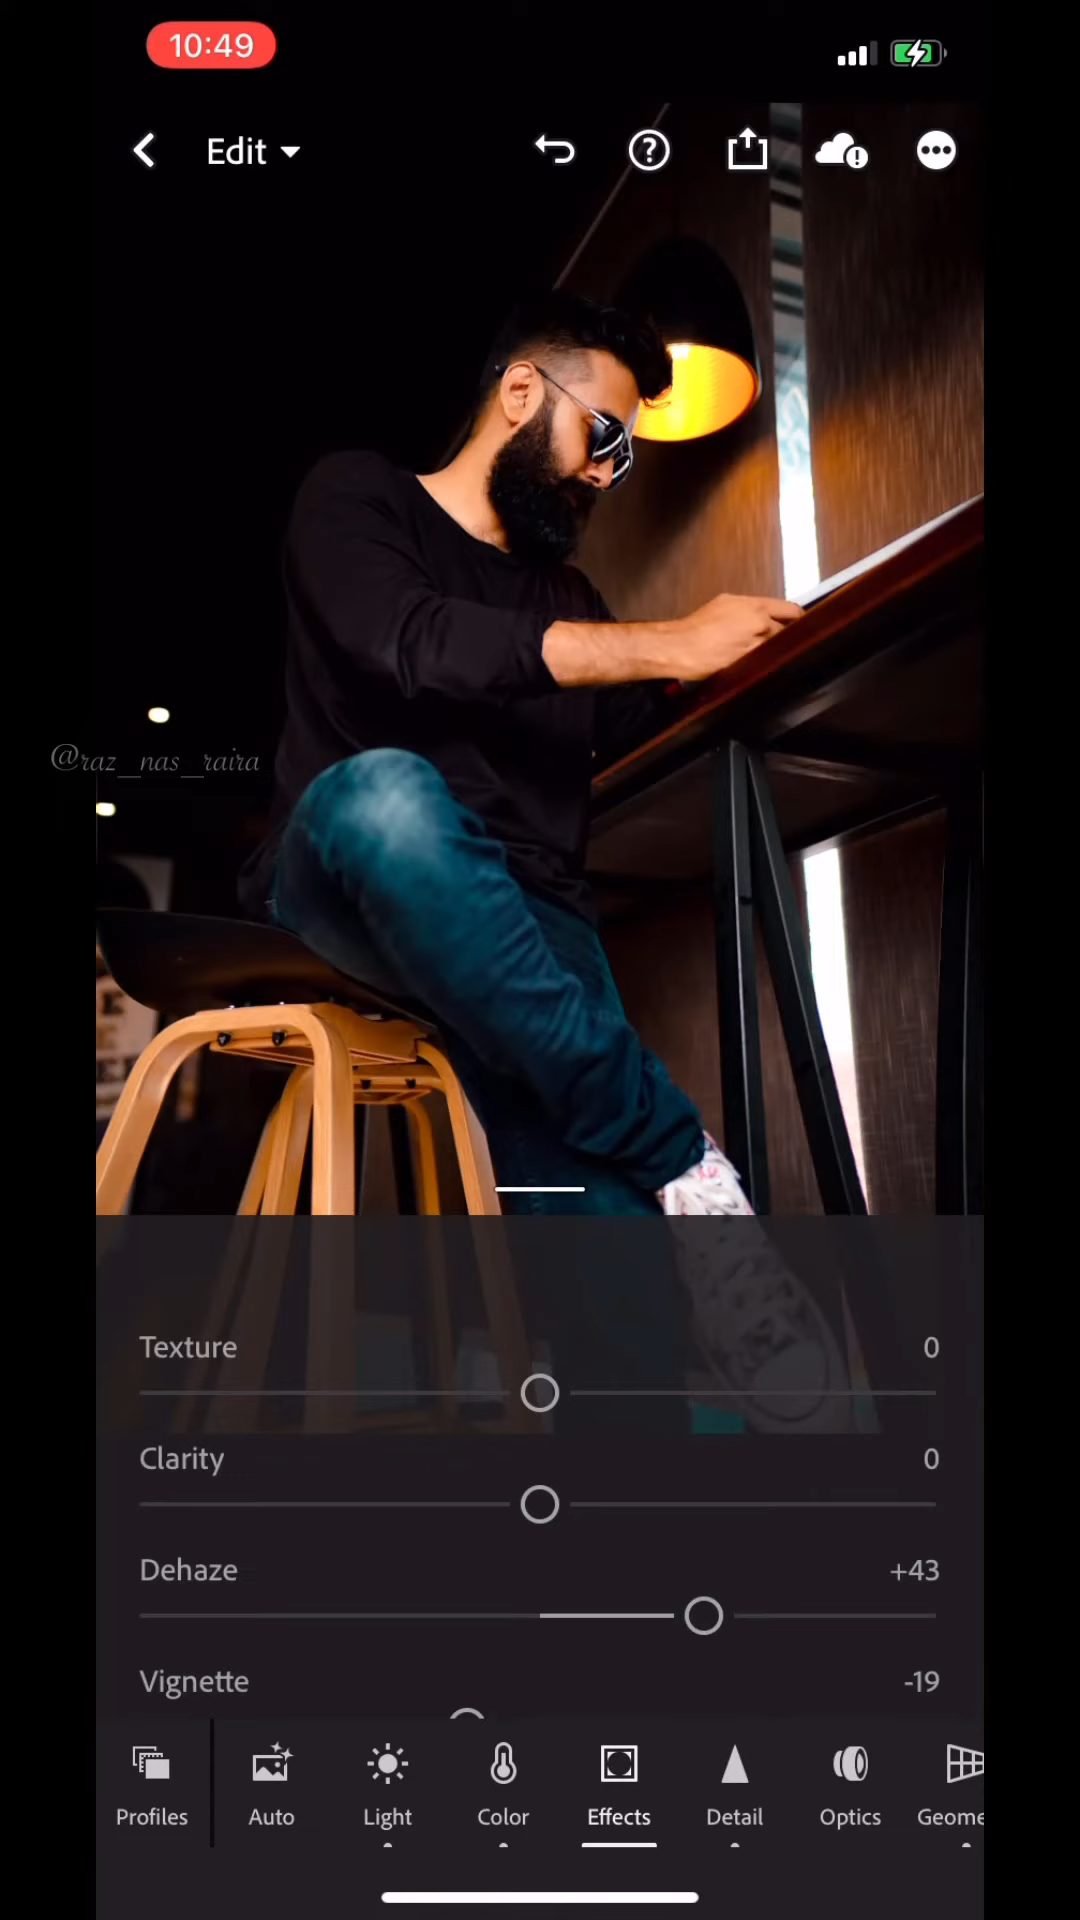 10:49
Edit
@raz_nas_raira
Texture 0
Clarity 0
Dehaze +43
Vignette -19
Profiles Auto Light Color Effects Detail Optics Geome